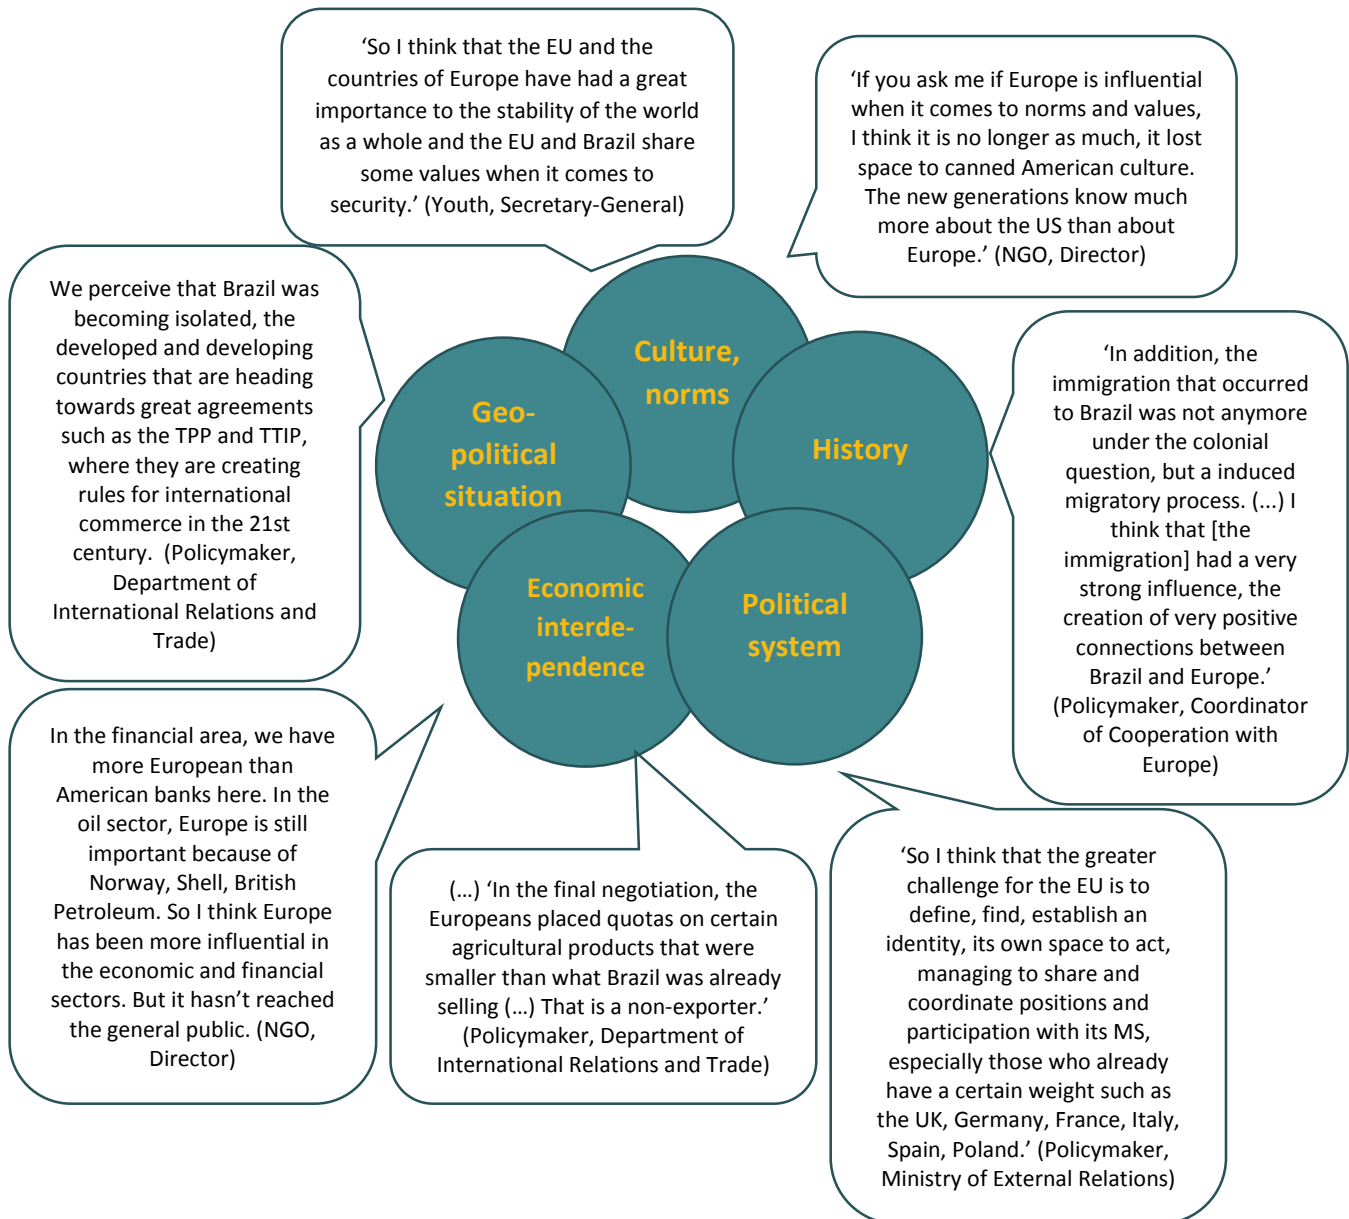 ‘So I think that the EU and the
countries of Europe have had a great
importance to the stability of the world
as a whole and the EU and Brazil share
some values when it comes to
security.’ (Youth, Secretary-General)
‘If you ask me if Europe is influential
when it comes to norms and values,
I think it is no longer as much, it lost
space to canned American culture.
The new generations know much
more about the US than about
Europe.’ (NGO, Director)
We perceive that Brazil was
becoming isolated, the
developed and developing
countries that are heading
towards great agreements
such as the TPP and TTIP,
where they are creating
rules for international
commerce in the 21st
century.  (Policymaker,
Department of
International Relations and
Trade)
Culture,
norms
Geo-
political
situation
History
Economic
interde-
pendence
Political
system
‘In addition, the
immigration that occurred
to Brazil was not anymore
under the colonial
question, but a induced
migratory process. (...) I
think that [the
immigration] had a very
strong influence, the
creation of very positive
connections between
Brazil and Europe.’
(Policymaker, Coordinator
of Cooperation with
Europe)
In the financial area, we have
more European than
American banks here. In the
oil sector, Europe is still
important because of
Norway, Shell, British
Petroleum. So I think Europe
has been more influential in
the economic and financial
sectors. But it hasn’t reached
the general public. (NGO,
Director)
(...) ‘In the final negotiation, the
Europeans placed quotas on certain
agricultural products that were
smaller than what Brazil was already
selling (...) That is a non-exporter.’
(Policymaker, Department of
International Relations and Trade)
‘So I think that the greater
challenge for the EU is to
define, find, establish an
identity, its own space to act,
managing to share and
coordinate positions and
participation with its MS,
especially those who already
have a certain weight such as
the UK, Germany, France, Italy,
Spain, Poland.’ (Policymaker,
Ministry of External Relations)